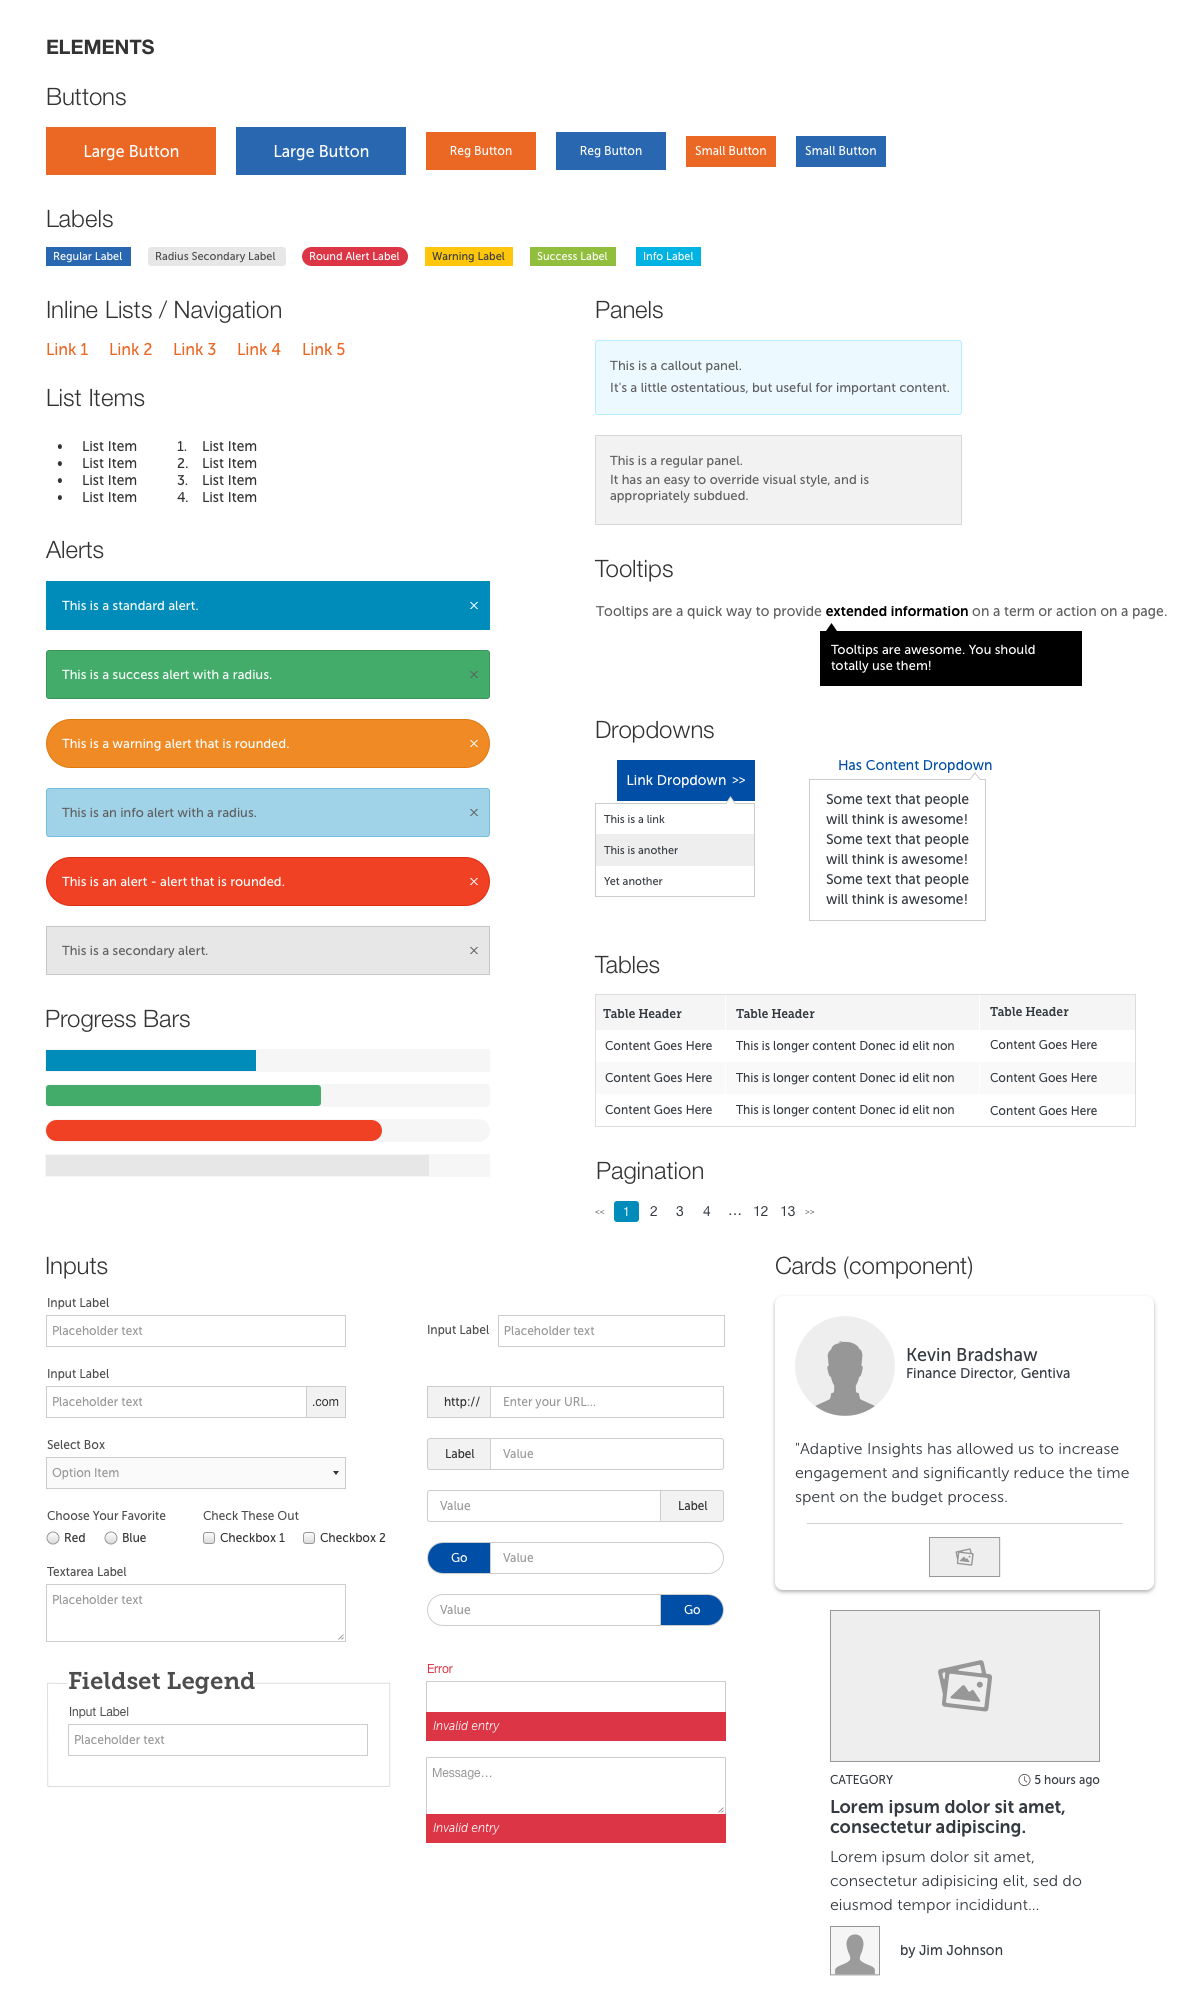 ELEMENTS
Buttons
Large Button Large Button Reg Button Reg Button Small Button Small Button
Labels
Regular Label Radius Secondary Label Round Alert Label Warning Label Success Label Info Label
Inline Lists / Navigation
Link 1 Link 2 Link 3 Link 4 Link 5
List Items
• List Item 1. List Item
• List Item 2. List Item
• List Item 3. List Item
• List Item 4. List Item
Alerts
This is a standard alert. ×
This is a success alert with a radius. ×
This is a warning alert that is rounded. ×
This is an info alert with a radius. ×
This is an alert - alert that is rounded. ×
This is a secondary alert. ×
Progress Bars
Panels
This is a callout panel.
It's a little ostentatious, but useful for important content.
This is a regular panel.
It has an easy to override visual style, and is
appropriately subdued.
Tooltips
Tooltips are a quick way to provide extended information on a term or action on a page.
Tooltips are awesome. You should
totally use them!
Dropdowns
Link Dropdown >>
This is a link
This is another
Yet another
Has Content Dropdown
Some text that people
will think is awesome!
Some text that people
will think is awesome!
Some text that people
will think is awesome!
Tables
Table Header Table Header Table Header
Content Goes Here This is longer content Donec id elit non Content Goes Here
Content Goes Here This is longer content Donec id elit non Content Goes Here
Content Goes Here This is longer content Donec id elit non Content Goes Here
Pagination
<< 1 2 3 4 ... 12 13 >>
Inputs
Input Label
Placeholder text
Input Label
Placeholder text .com
Select Box
Option Item
Choose Your Favorite
Red Blue
Check These Out
Checkbox 1 Checkbox 2
Textarea Label
Placeholder text
Fieldset Legend
Input Label
Placeholder text
Input Label Placeholder text
http:// Enter your URL...
Label Value
Value Label
Go Value
Value Go
Error
Invalid entry
Message...
Invalid entry
Cards (component)
Kevin Bradshaw
Finance Director, Gentiva
"Adaptive Insights has allowed us to increase
engagement and significantly reduce the time
spent on the budget process.
CATEGORY 5 hours ago
Lorem ipsum dolor sit amet,
consectetur adipiscing.
Lorem ipsum dolor sit amet,
consectetur adipisicing elit, sed do
eiusmod tempor incididunt...
by Jim Johnson